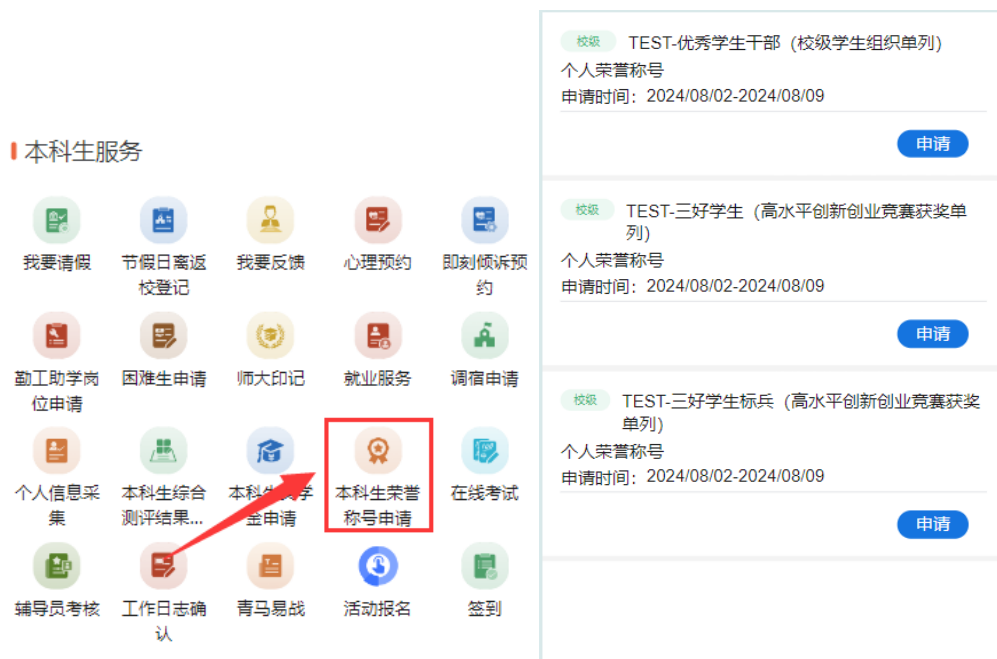 本科生服务
我要请假
节假日离返
校登记
我要反馈
心理预约
即刻倾诉预
约
勤工助学岗
位申请
困难生申请
师大印记
就业服务
调宿申请
个人信息采
集
本科生综合
测评结果...
本科生
学
金申请
本科生荣誉
称号申请
在线考试
辅导员考核
工作日志确
认
青马易战
活动报名
签到
校级 TEST-优秀学生干部（校级学生组织单列）
个人荣誉称号
申请时间：2024/08/02-2024/08/09
申请
校级 TEST-三好学生（高水平创新创业竞赛获奖单
列）
个人荣誉称号
申请时间：2024/08/02-2024/08/09
申请
校级 TEST-三好学生标兵（高水平创新创业竞赛获奖
单列）
个人荣誉称号
申请时间：2024/08/02-2024/08/09
申请